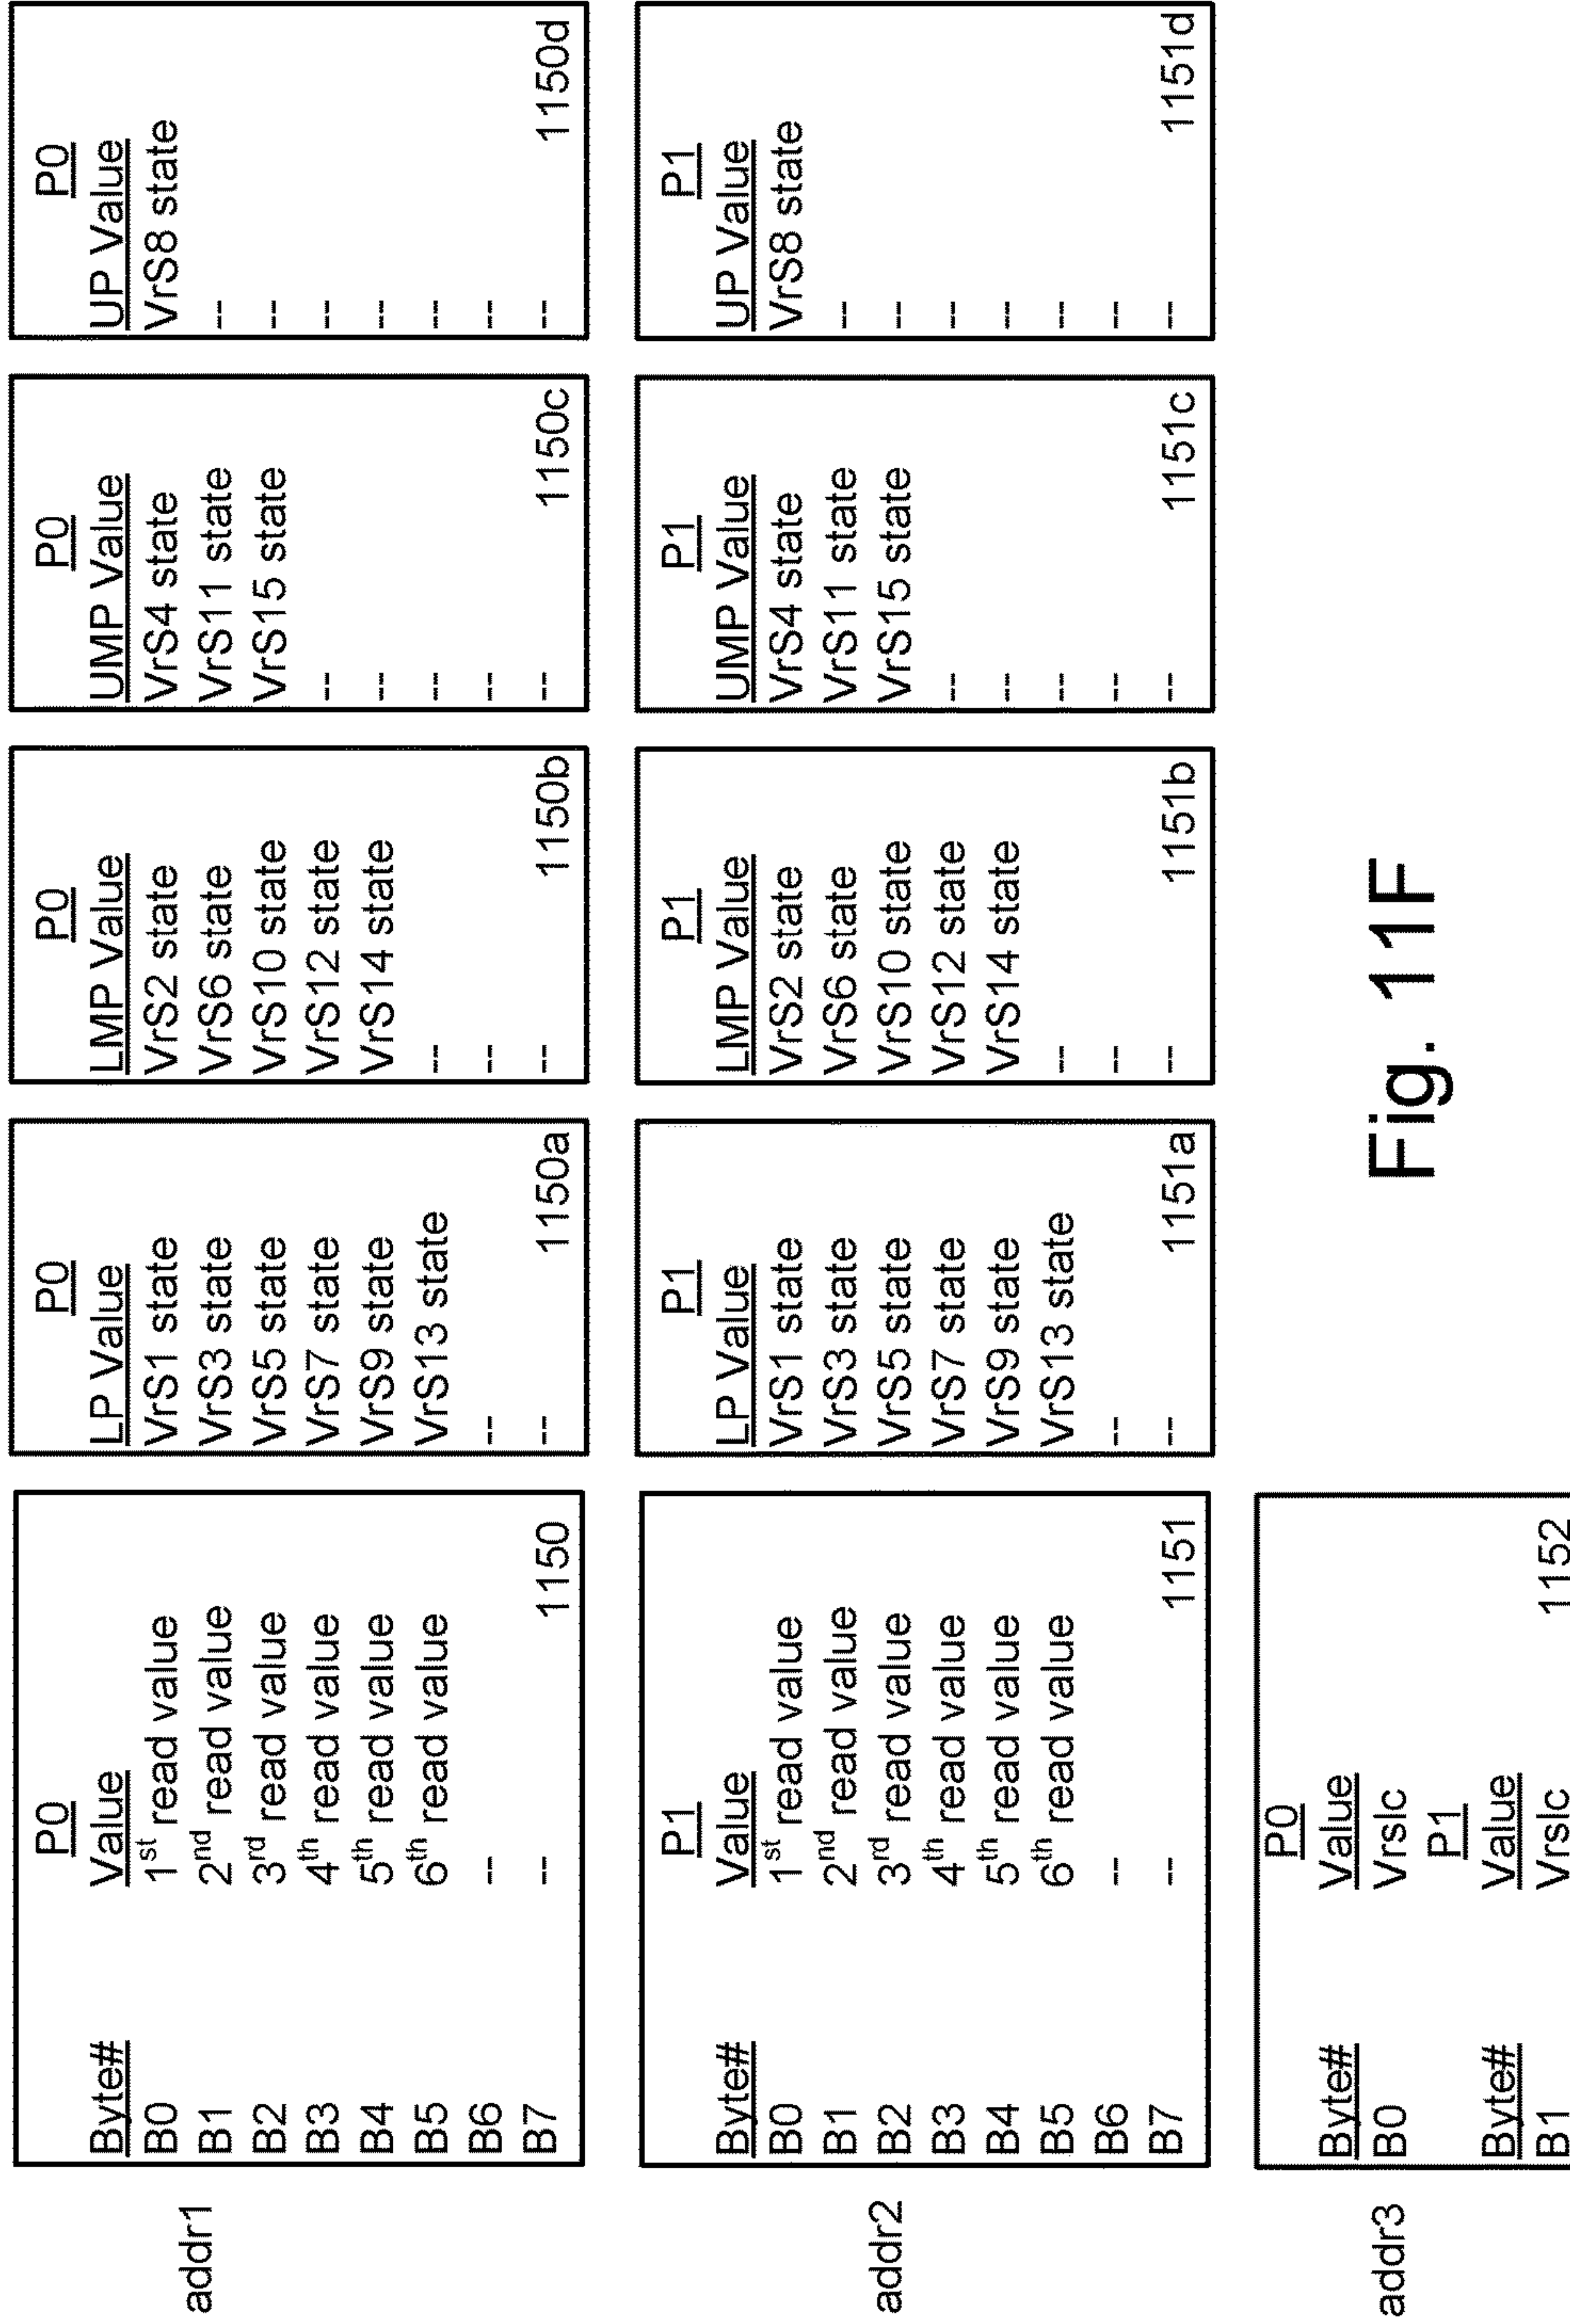 addr1
P0
Byte# Value
B0 1st read value
B1 2nd read value
B2 3rd read value
B3 4th read value
B4 5th read value
B5 6th read value
B6 --
B7 --
1150
P0
LP Value
VrS1 state
VrS3 state
VrS5 state
VrS7 state
VrS9 state
VrS13 state
--
--
1150a
P0
LMP Value
VrS2 state
VrS6 state
VrS10 state
VrS12 state
VrS14 state
--
--
--
1150b
P0
UMP Value
VrS4 state
VrS11 state
VrS15 state
--
--
--
--
--
1150c
P0
UP Value
VrS8 state
--
--
--
--
--
--
--
1150d
addr2
P1
Byte# Value
B0 1st read value
B1 2nd read value
B2 3rd read value
B3 4th read value
B4 5th read value
B5 6th read value
B6 --
B7 --
1151
P1
LP Value
VrS1 state
VrS3 state
VrS5 state
VrS7 state
VrS9 state
VrS13 state
--
--
1151a
P1
LMP Value
VrS2 state
VrS6 state
VrS10 state
VrS12 state
VrS14 state
--
--
--
1151b
P1
UMP Value
VrS4 state
VrS11 state
VrS15 state
--
--
--
--
--
1151c
P1
UP Value
VrS8 state
--
--
--
--
--
--
--
1151d
addr3
P0
Byte# Value
B0 Vrslc
P1
Byte# Value
B1 Vrslc
1152
Fig. 11F